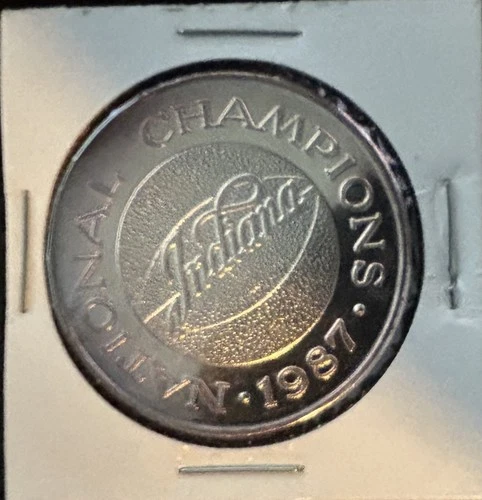 NATIONAL CHAMPIONS · 1987 ·
Indiana